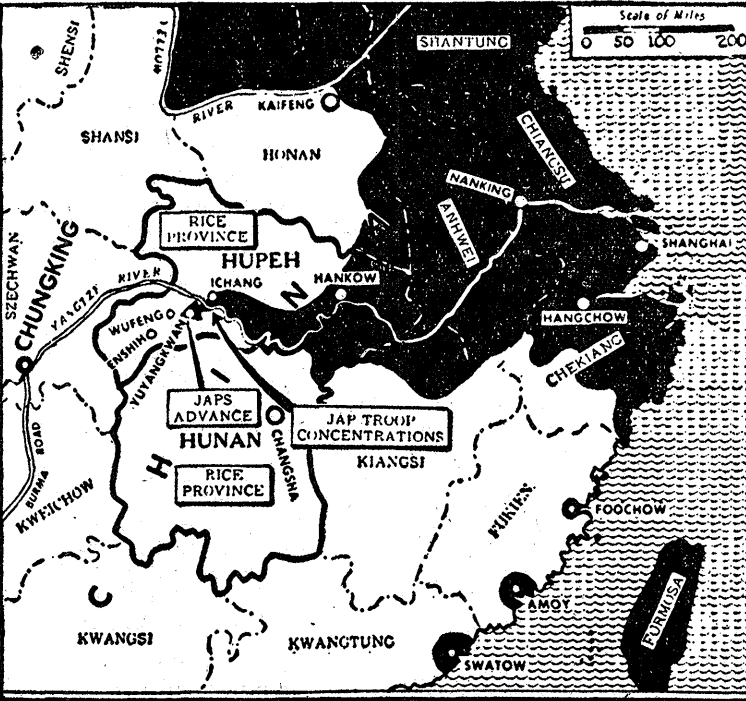 Scale of Miles
0 50 100 200
SHENSI
YELLOW
RIVER
SHANTUNG
KAIFENG
SHANSI
HONAN
CHIANGSU
NANKING
ANHWEI
SHANGHAI
RICE
PROVINCE
HUPEH
SZECHWAN
CHUNGKING
YANGTZE RIVER
ICHANG
HANKOW
HANGCHOW
WUFENG
ENSHIH
YUYANGKWAN
CHEKIANG
JAPS
ADVANCE
JAP TROOP
CONCENTRATIONS
HUNAN
CHANGSHA
KIANGSI
RICE
PROVINCE
BURMA ROAD
KWEICHOW
FUKIEN
FOOCHOW
C H I N
AMOY
FORMOSA
KWANGSI
KWANGTUNG
SWATOW